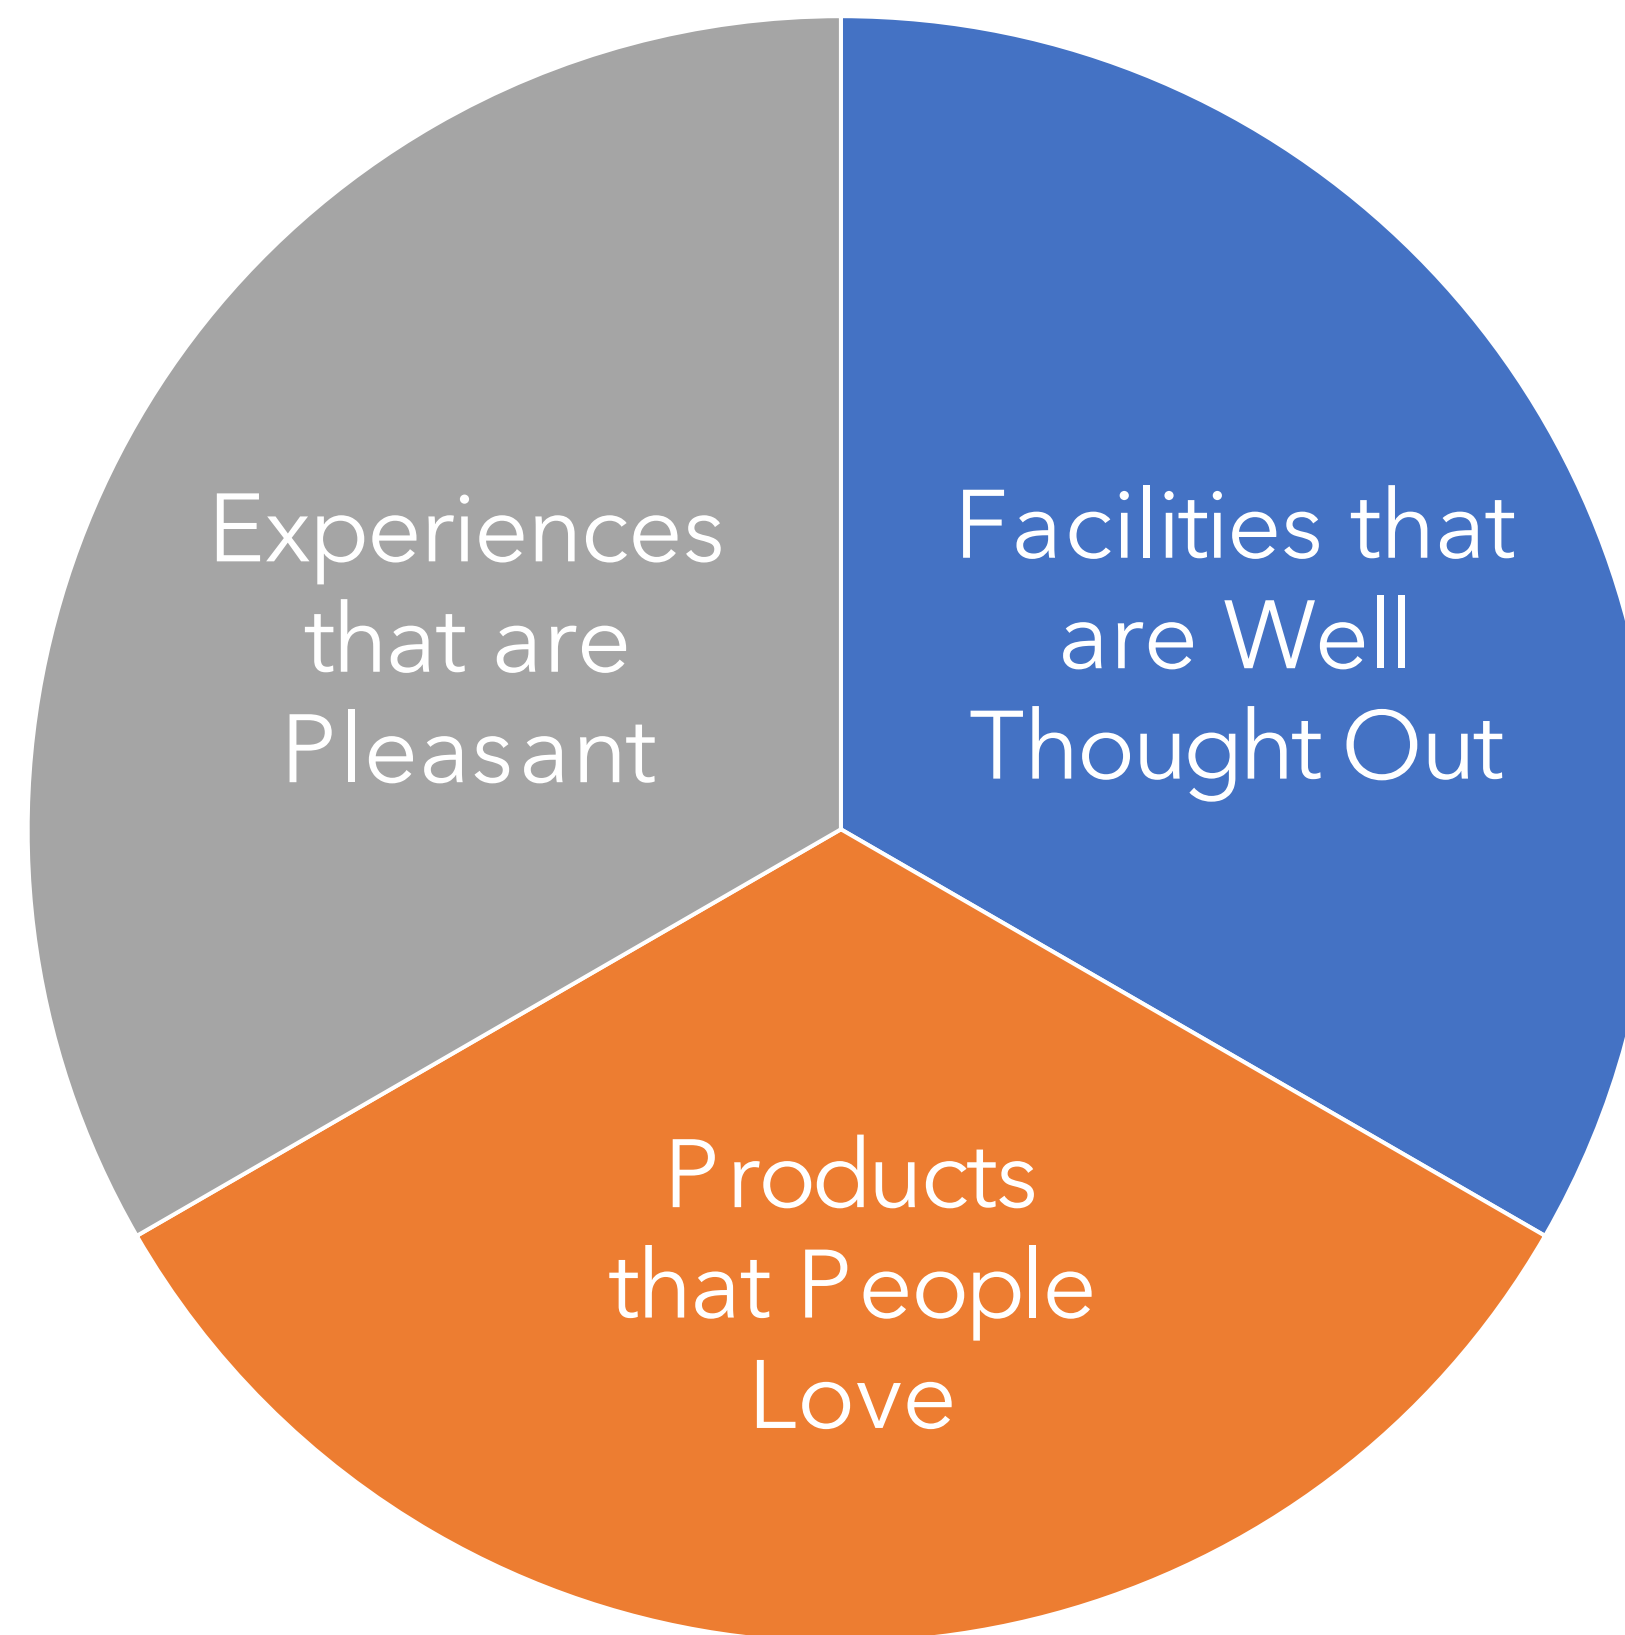 Experiences
that are
Pleasant
Facilities that
are Well
Thought Out
Products
that People
Love